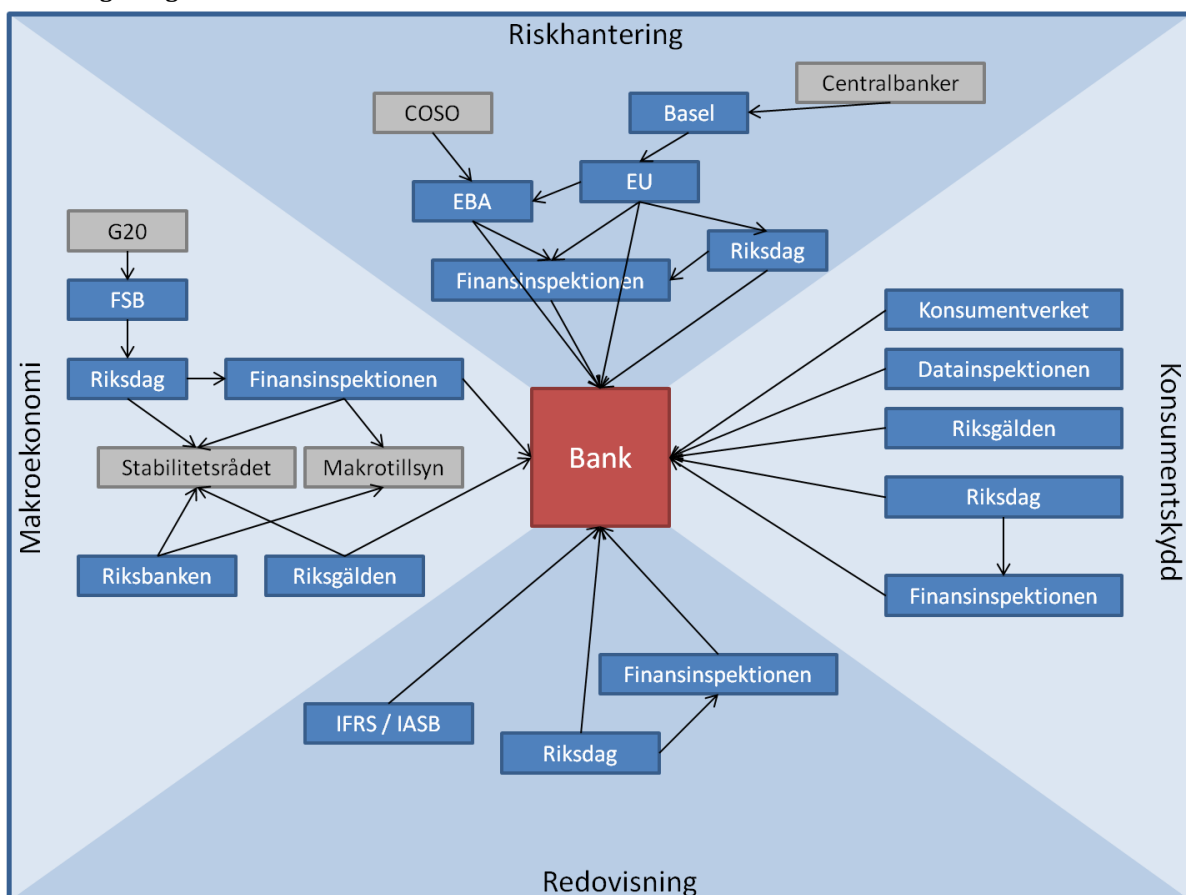 Riskhantering
Centralbanker
COSO
Basel
EU
EBA
G20
Riksdag
Finansinspektionen
FSB
Konsumentverket
Riksdag
Finansinspektionen
Datainspektionen
Riksgälden
Makroekonomi
Bank
Konsumentskydd
Stabilitetsrådet
Makrotillsyn
Riksdag
Riksbanken
Riksgälden
Finansinspektionen
Finansinspektionen
IFRS / IASB
Riksdag
Redovisning